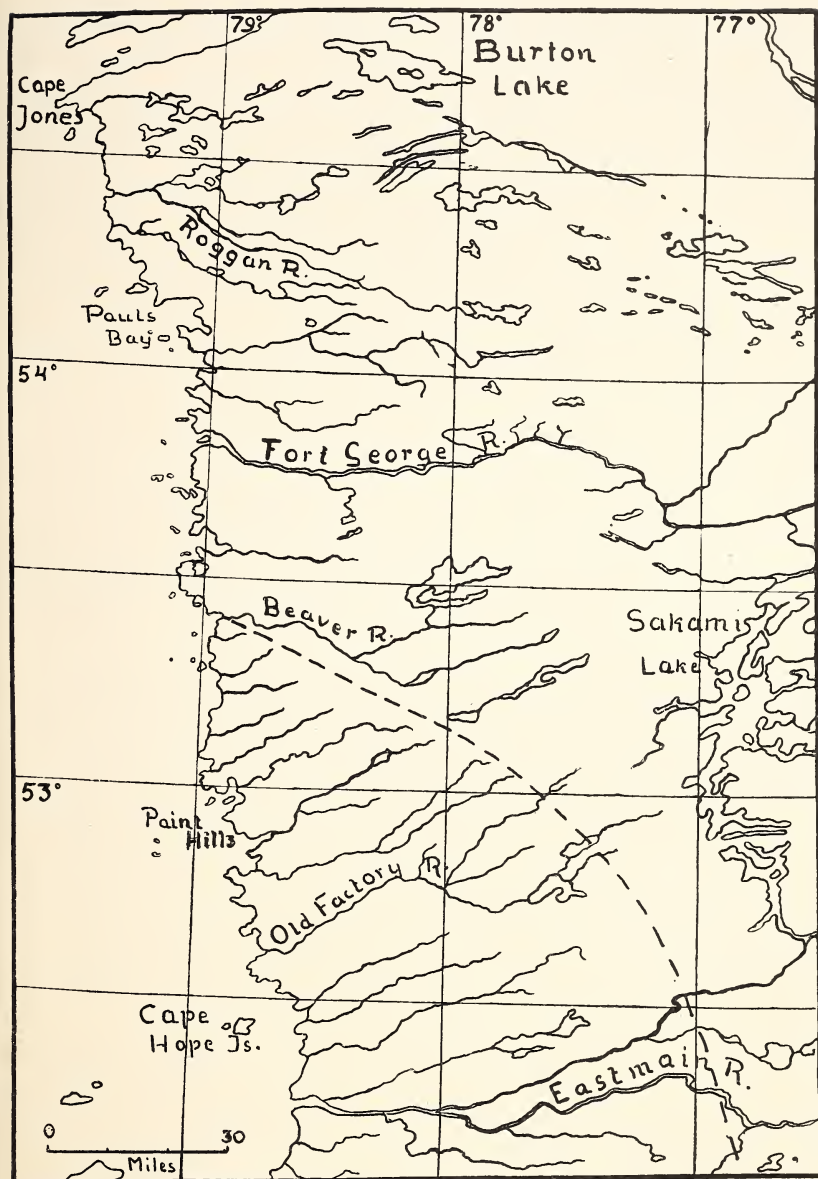 79°
78°
77°
Burton
Lake
Cape
Jones
Roggan R.
Pauls
Bay
54°
Fort George R.
Beaver R.
Sakamis
Lake
53°
Paint
Hills
Old Factory R.
Cape
Hope Is.
Eastmain R.
0 30
Miles